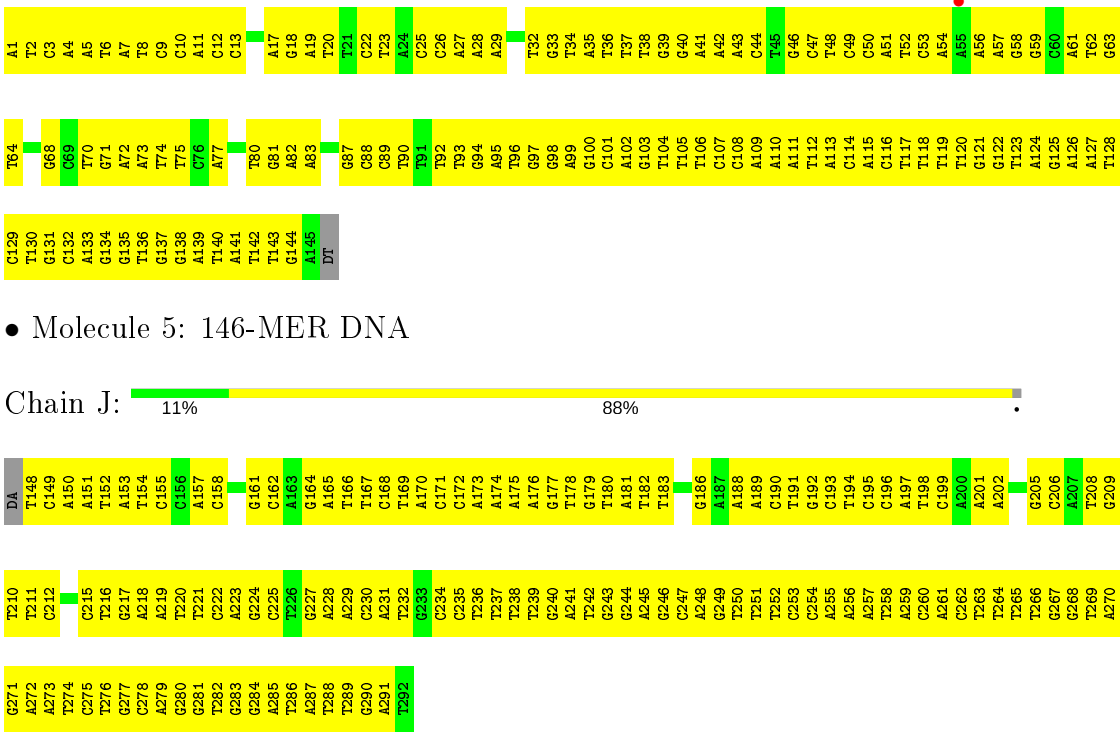 A1 T2 C3 A4 A5 T6 A7 T8 C9 C10 A11 C12 C13 A17 G18 A19 T20 T21 C22 T23 A24 C25 C26 A27 A28 A29 T32 G33 T34 A35 T36 T37 T38 G39 G40 A41 A42 A43 C44 T45 G46 C47 T48 C49 C50 A51 T52 C53 A54 A55 A56 A57 G58 G59 C60 A61 T62 G63
T64 G68 C69 T70 G71 A72 A73 T74 T75 C76 A77 T80 G81 A82 A83 G87 C88 C89 T90 T91 T92 T93 G94 A95 T96 G97 G98 A99 G100 C101 A102 G103 T104 T105 T106 C107 C108 A109 A110 A111 T112 A113 C114 A115 C116 T117 T118 T119 T120 G121 G122 T123 A124 G125 A126 A127 T128
C129 T130 G131 C132 A133 G134 G135 T136 G137 G138 A139 T140 A141 T142 T143 G144 A145 DT
• Molecule 5: 146-MER DNA
Chain J: 11% 88% •
DA T148 C149 A150 A151 T152 A153 T154 C155 C156 A157 C158 G161 C162 A163 G164 A165 T166 T167 C168 T169 A170 C171 C172 A173 A174 A175 A176 G177 T178 G179 T180 A181 T182 T183 G186 A187 A188 A189 C190 T191 G192 C193 T194 C195 C196 A197 T198 C199 A200 A201 A202 G205 C206 A207 T208 G209
T210 T211 C212 C215 T216 G217 A218 A219 T220 T221 C222 A223 G224 C225 T226 G227 A228 A229 C230 A231 T232 G233 C234 C235 T236 T237 T238 T239 G240 A241 T242 G243 G244 A245 G246 C247 A248 G249 T250 T251 T252 C253 C254 A255 A256 A257 T258 A259 C260 A261 C262 T263 T264 T265 T266 G267 G268 T269 A270
G271 A272 A273 T274 C275 T276 G277 C278 A279 G280 G281 T282 G283 G284 A285 T286 A287 T288 T289 G290 A291 T292